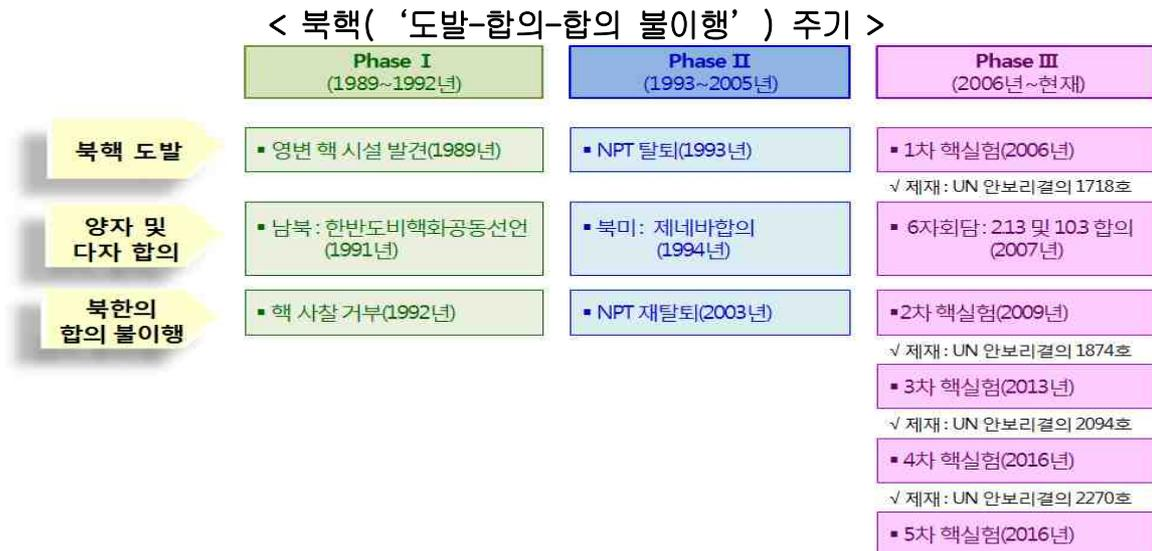 < 북핵( ‘도발-합의-합의 불이행’ ) 주기 >
Phase Ⅰ
(1989~1992년)
Phase Ⅱ
(1993~2005년)
Phase Ⅲ
(2006년~현재)
북핵 도발
▪ 영변 핵 시설 발견(1989년)
▪ NPT 탈퇴(1993년)
▪ 1차 핵실험(2006년)
√ 제재 : UN 안보리결의 1718호
양자 및
다자 합의
▪ 남북 : 한반도비핵화공동선언
(1991년)
▪ 북미 : 제네바합의
(1994년)
▪ 6자회담 : 2.13 및 10.3 합의
(2007년)
북한의
합의 불이행
▪ 핵 사찰 거부(1992년)
▪ NPT 재탈퇴(2003년)
▪2차 핵실험(2009년)
√ 제재 : UN 안보리결의 1874호
▪ 3차 핵실험(2013년)
√ 제재 : UN 안보리결의 2094호
▪ 4차 핵실험(2016년)
√ 제재 : UN 안보리결의 2270호
▪ 5차 핵실험(2016년)